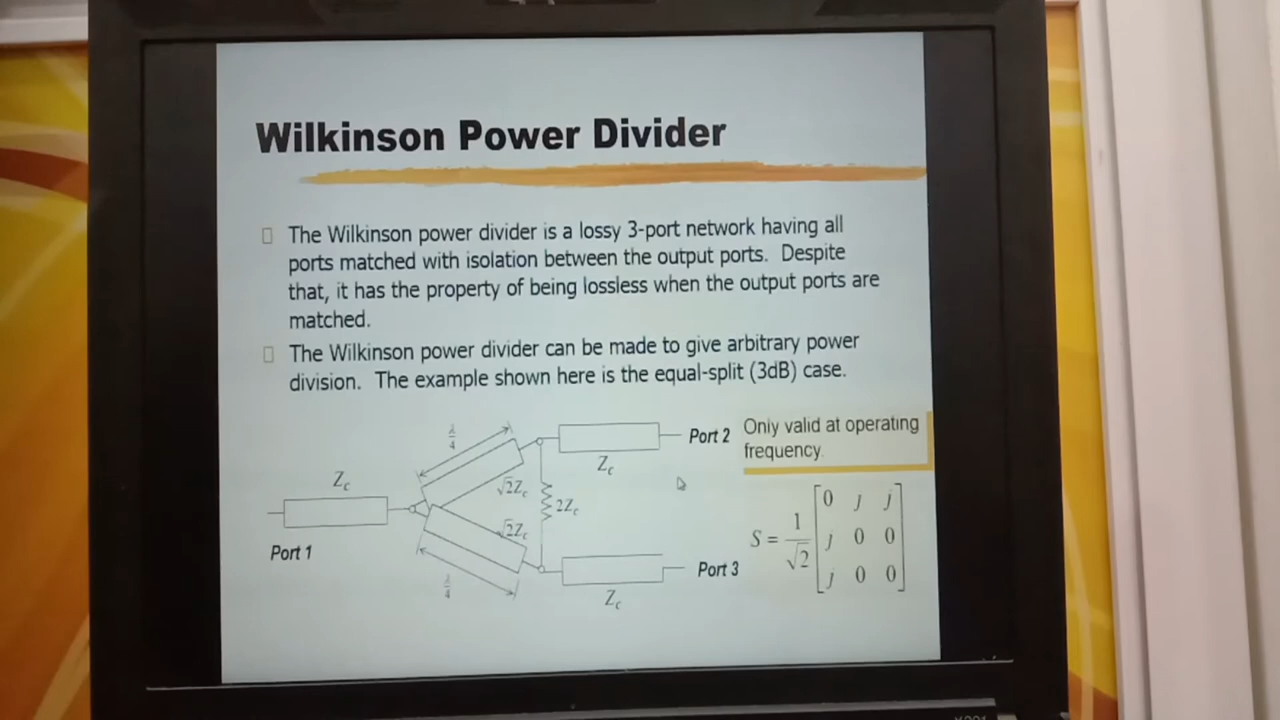 Wilkinson Power Divider
The Wilkinson power divider is a lossy 3-port network having all
ports matched with isolation between the output ports. Despite
that, it has the property of being lossless when the output ports are
matched.
The Wilkinson power divider can be made to give arbitrary power
division. The example shown here is the equal-split (3dB) case.
λ/4
Port 2
Only valid at operating
frequency.
Z_c
Z_c
√2Z_c
2Z_c
√2Z_c
Port 1
S = 1/√2 [0 j j
j 0 0
j 0 0]
Port 3
λ/4
Z_c